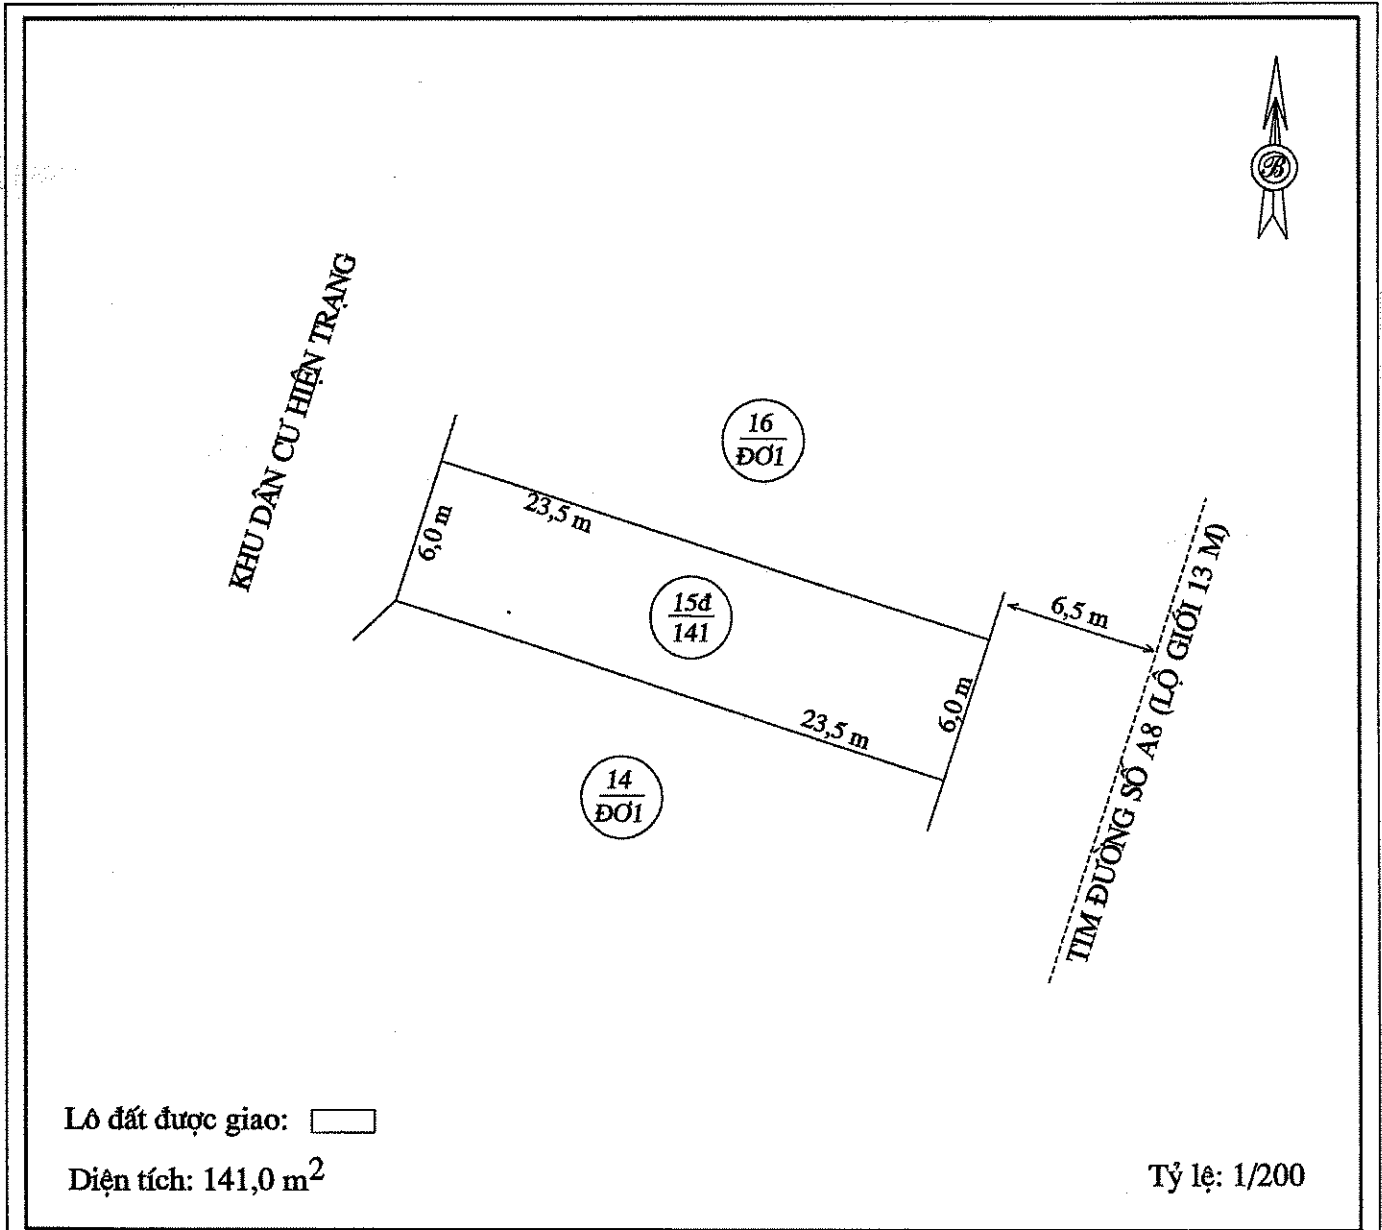 B
KHU DÂN CƯ HIỆN TRẠNG
16
ĐƠ1
23,5 m
6,0 m
15đ
141
6,5 m
TIM ĐƯỜNG SỐ A8 (LỘ GIỚI 13 M)
6,0 m
23,5 m
14
ĐƠ1
Lô đất được giao:
Diện tích: 141,0 m2
Tỷ lệ: 1/200